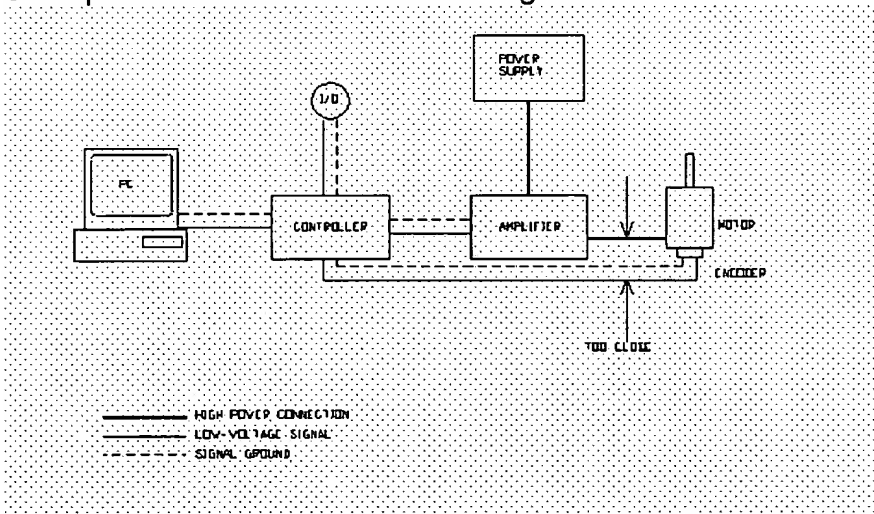 POWER
SUPPLY
I/O
PC
CONTROLLER
AMPLIFIER
MOTOR
ENCODER
TOO CLOSE
HIGH POWER CONNECTION
LOW-VOLTAGE SIGNAL
SIGNAL GROUND